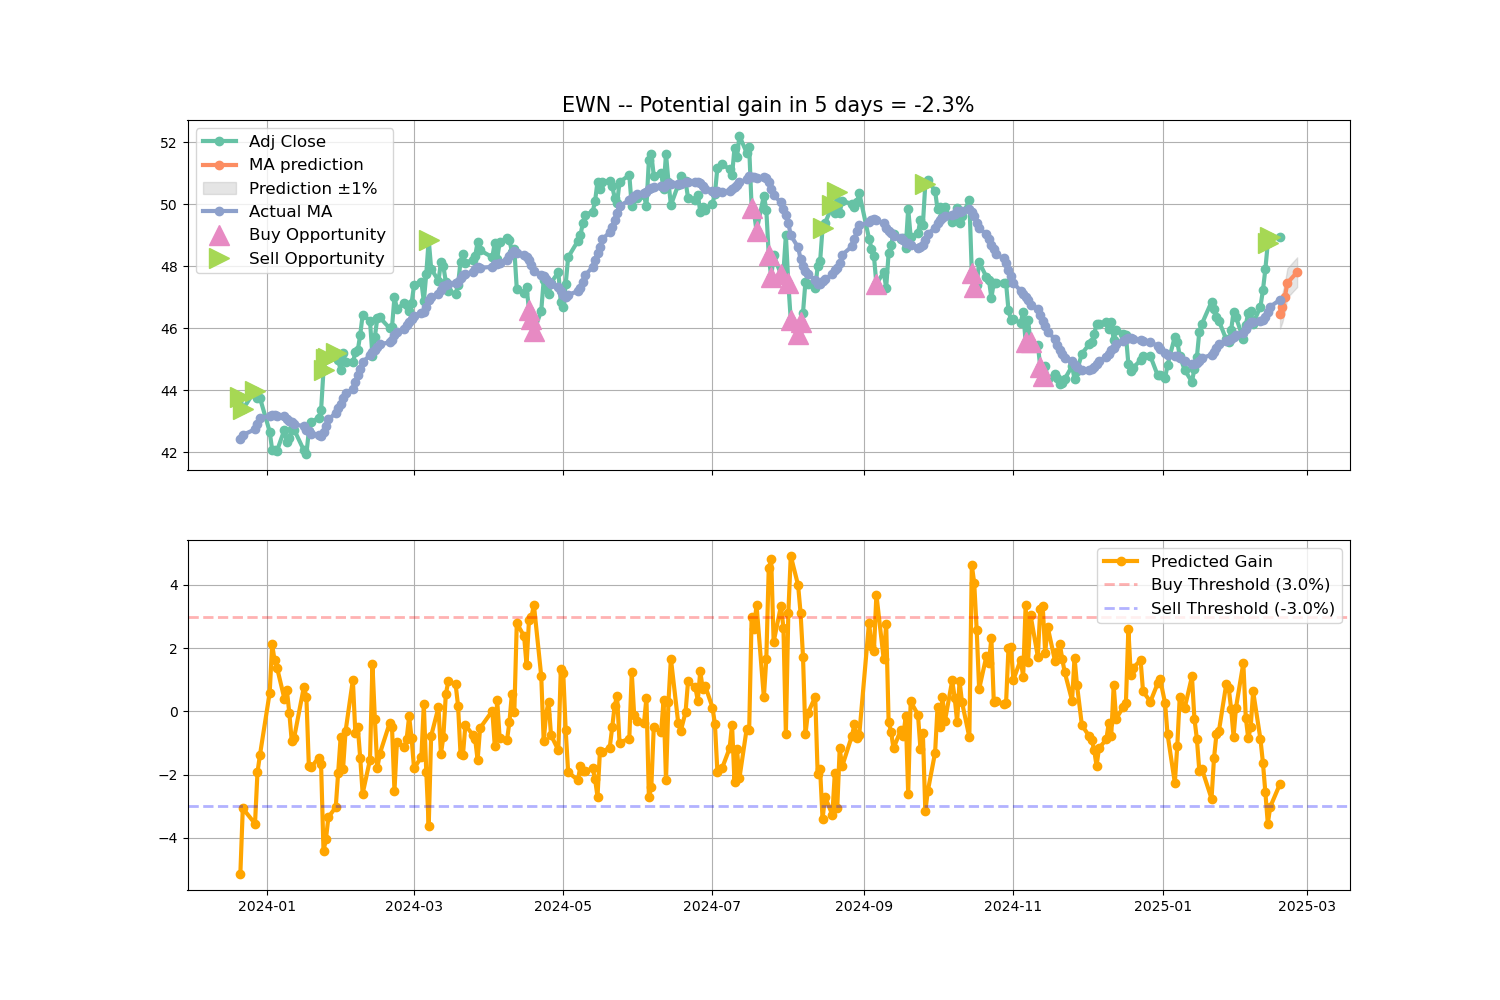 EWN -- Potential gain in 5 days = -2.3%
52
50
48
46
44
42
Adj Close
MA prediction
Prediction ±1%
Actual MA
Buy Opportunity
Sell Opportunity
4
2
0
−2
−4
Predicted Gain
Buy Threshold (3.0%)
Sell Threshold (-3.0%)
2024-01 2024-03 2024-05 2024-07 2024-09 2024-11 2025-01 2025-03